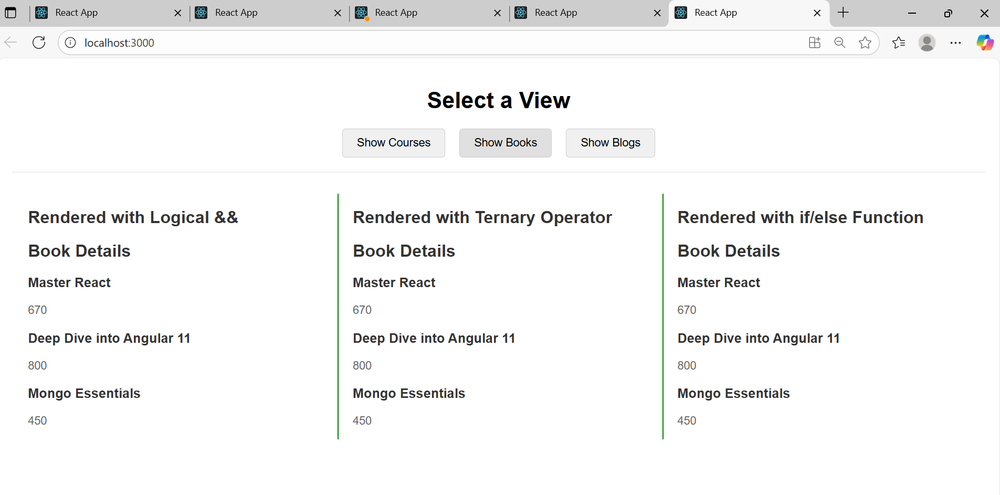 React App
React App
React App
React App
React App
localhost:3000
Select a View
Show Courses
Show Books
Show Blogs
Rendered with Logical &&
Book Details
Master React
670
Deep Dive into Angular 11
800
Mongo Essentials
450
Rendered with Ternary Operator
Book Details
Master React
670
Deep Dive into Angular 11
800
Mongo Essentials
450
Rendered with if/else Function
Book Details
Master React
670
Deep Dive into Angular 11
800
Mongo Essentials
450